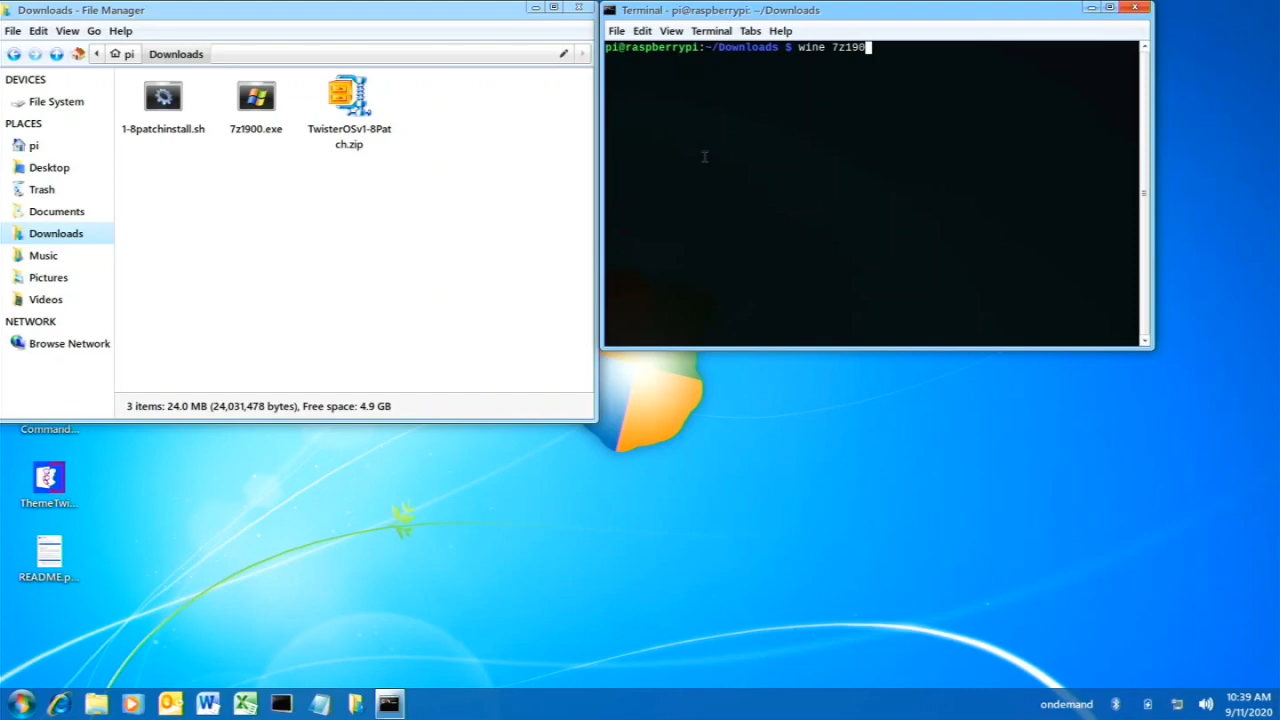 Downloads - File Manager
File Edit View Go Help
pi Downloads
DEVICES
File System
PLACES
pi
Desktop
Trash
Documents
Downloads
Music
Pictures
Videos
NETWORK
Browse Network
1-8patchinstall.sh
7z1900.exe
TwisterOSv1-8Pat
ch.zip
3 items: 24.0 MB (24,031,478 bytes), Free space: 4.9 GB
Terminal - pi@raspberrypi: ~/Downloads
File Edit View Terminal Tabs Help
pi@raspberrypi:~/Downloads $ wine 7z190
Command...
ThemeTwi...
README.p...
ondemand
10:39 AM
9/11/2020